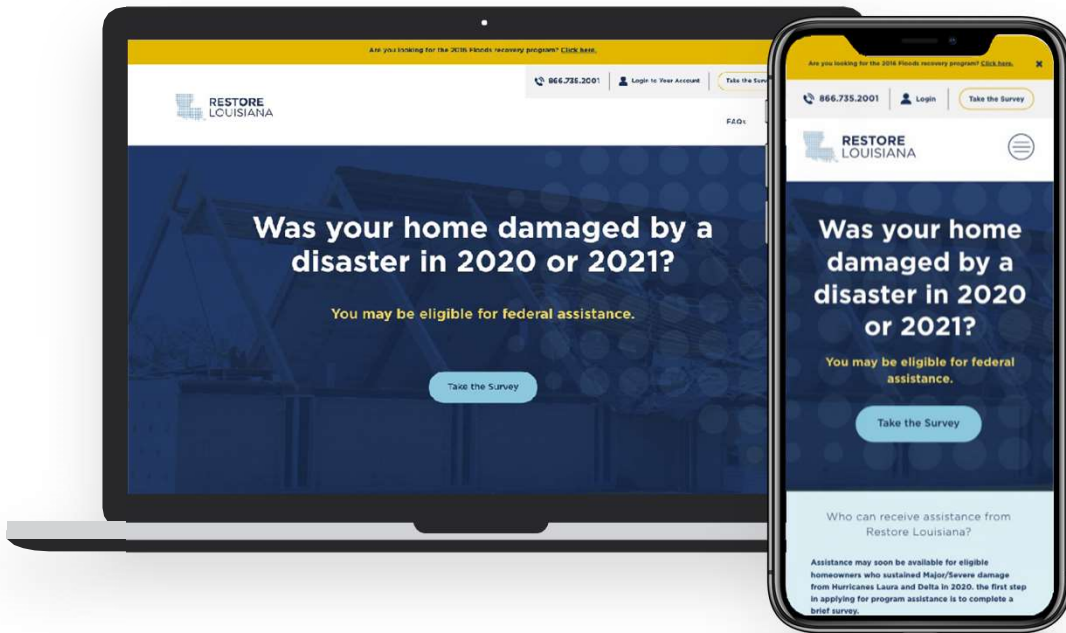 Are you looking for the 2016 Floods recovery program? Click here.
866.735.2001
Login to Your Account
Take the Surv
RESTORE
LOUISIANA
FAQs
Was your home damaged by a
disaster in 2020 or 2021?
You may be eligible for federal assistance.
Take the Survey
Are you looking for the 2016 Floods recovery program? Click here.
866.735.2001
Login
Take the Survey
RESTORE
LOUISIANA
Was your home
damaged by a
disaster in 2020
or 2021?
You may be eligible for federal
assistance.
Take the Survey
Who can receive assistance from
Restore Louisiana?
Assistance may soon be available for eligible
homeowners who sustained Major/Severe damage
from Hurricanes Laura and Delta in 2020. the first step
in applying for program assistance is to complete a
brief survey.